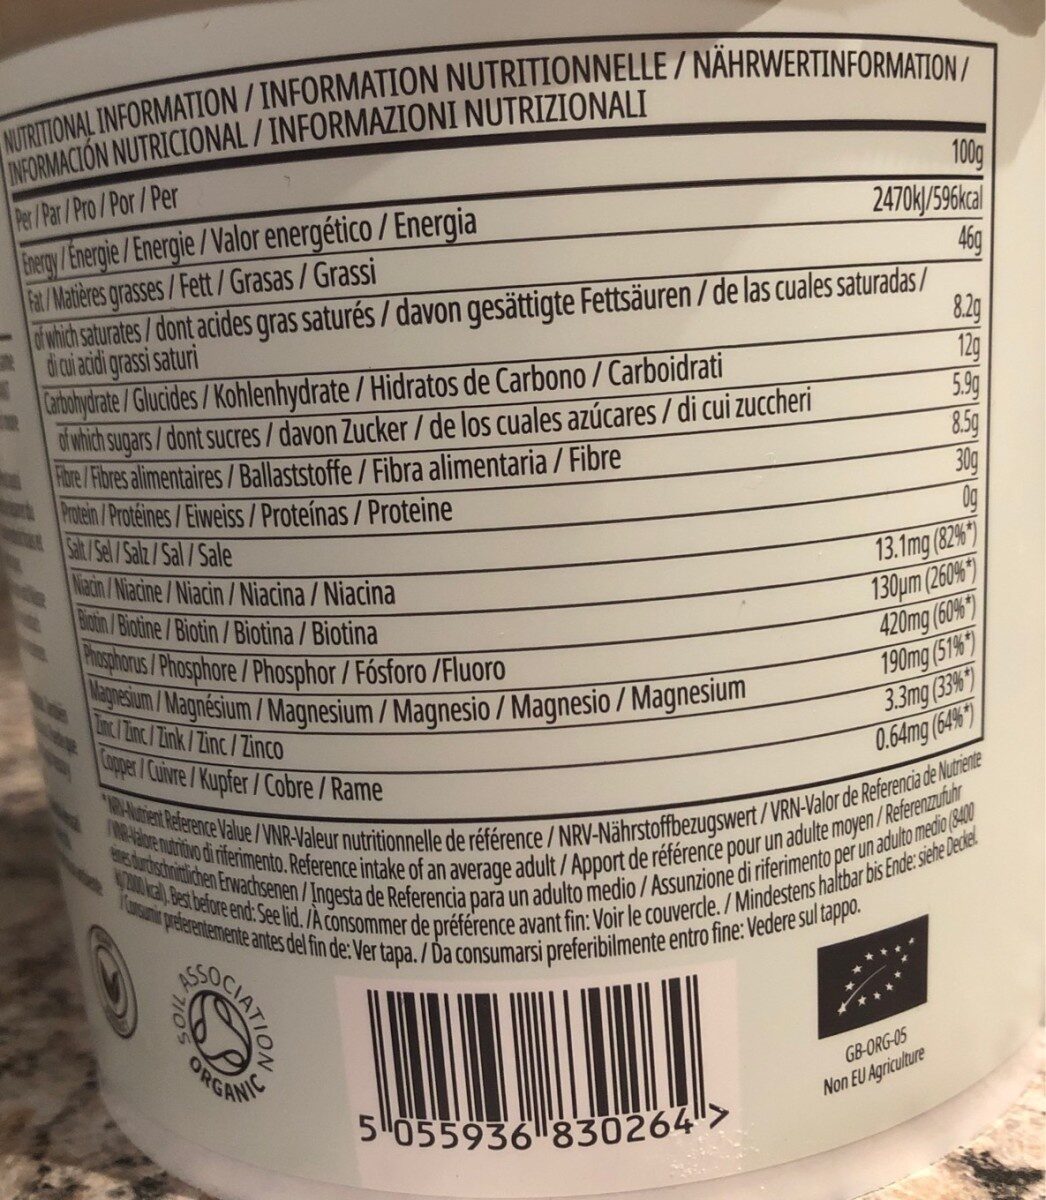 NUTRITIONAL INFORMATION / INFORMATION NUTRITIONNELLE / NÄHRWERTINFORMATION /
INFORMACIÓN NUTRICIONAL / INFORMAZIONI NUTRIZIONALI
Per / Par / Pro / Por / Per 100g
Energy / Énergie / Energie / Valor energético / Energia 2470kJ/596kcal
Fat / Matières grasses / Fett / Grasas / Grassi 46g
of which saturates / dont acides gras saturés / davon gesättigte Fettsäuren / de las cuales saturadas /
di cui acidi grassi saturi 8.2g
Carbohydrate / Glucides / Kohlenhydrate / Hidratos de Carbono / Carboidrati 12g
of which sugars / dont sucres / davon Zucker / de los cuales azúcares / di cui zuccheri 5.9g
Fibre / Fibres alimentaires / Ballaststoffe / Fibra alimentaria / Fibre 8.5g
Protein / Protéines / Eiweiss / Proteínas / Proteine 30g
Salt / Sel / Salz / Sal / Sale 0g
Niacin / Niacine / Niacin / Niacina / Niacina 13.1mg (82%*)
Biotin / Biotine / Biotin / Biotina / Biotina 130µm (260%*)
Phosphorus / Phosphore / Phosphor / Fósforo /Fluoro 420mg (60%*)
Magnesium / Magnésium / Magnesium / Magnesio / Magnesio / Magnesium 190mg (51%*)
Zinc / Zinc / Zink / Zinc / Zinco 3.3mg (33%*)
Copper / Cuivre / Kupfer / Cobre / Rame 0.64mg (64%*)
*NRV-Nutrient Reference Value / VNR-Valeur nutritionnelle de référence / NRV-Nährstoffbezugswert / VRN-Valor de Referencia de Nutriente
/ VNR-Valore nutritivo di riferimento. Reference intake of an average adult / Apport de référence pour un adulte moyen / Referenzzufuhr
eines durchschnittlichen Erwachsenen / Ingesta de Referencia para un adulto medio / Assunzione di riferimento per un adulto medio (8400
kJ/2000 kcal). Best before end: See lid. /À consommer de préférence avant fin: Voir le couvercle. / Mindestens haltbar bis Ende: siehe Deckel.
/ Consumir preferentemente antes del fin de: Ver tapa. / Da consumarsi preferibilmente entro fine: Vedere sul tappo.
SOIL ASSOCIATION
ORGANIC
5 055936 830264 >
GB-ORG-05
Non EU Agriculture